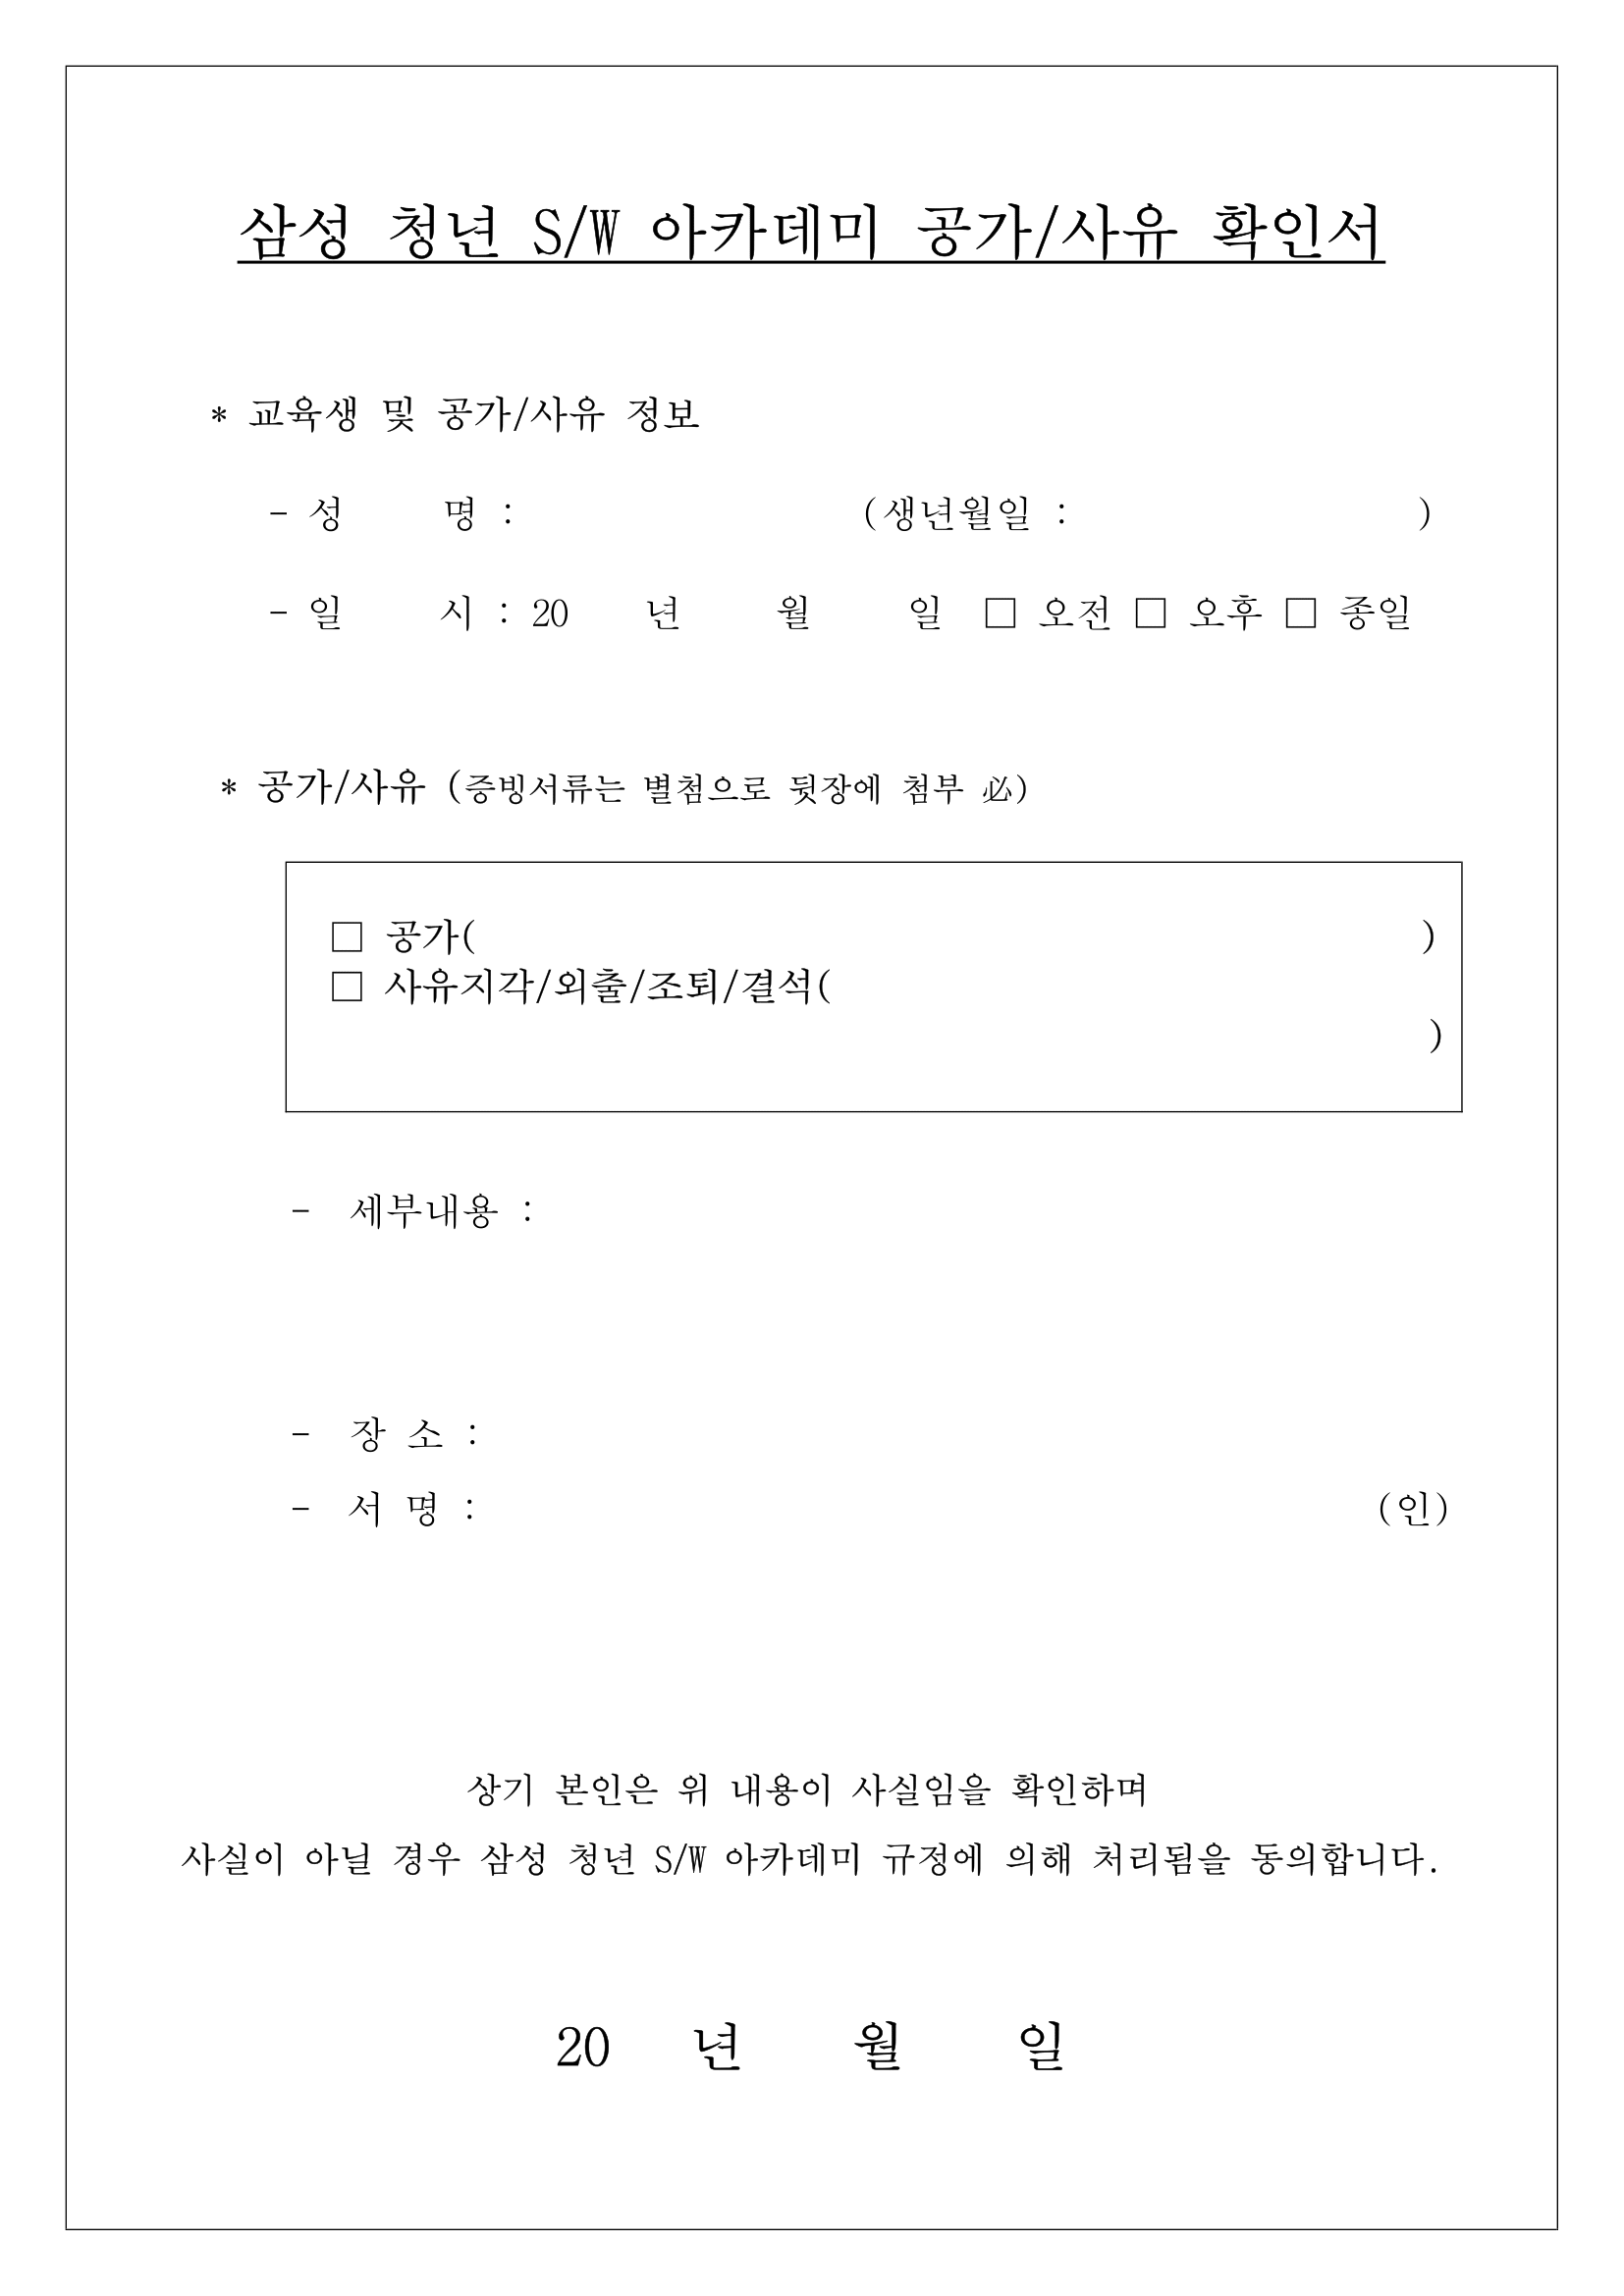 삼성 청년 S/W 아카데미 공가/사유 확인서
* 교육생 및 공가/사유 정보
- 성 명 : (생년월일 : )
- 일 시 : 20 년 월 일 □ 오전 □ 오후 □ 종일
* 공가/사유 (증빙서류는 별첨으로 뒷장에 첨부 必)
□ 공가( )
□ 사유지각/외출/조퇴/결석(
)
- 세부내용 :
- 장 소 :
- 서 명 : (인)
상기 본인은 위 내용이 사실임을 확인하며
사실이 아닐 경우 삼성 청년 S/W 아카데미 규정에 의해 처리됨을 동의합니다.
20 년 월 일